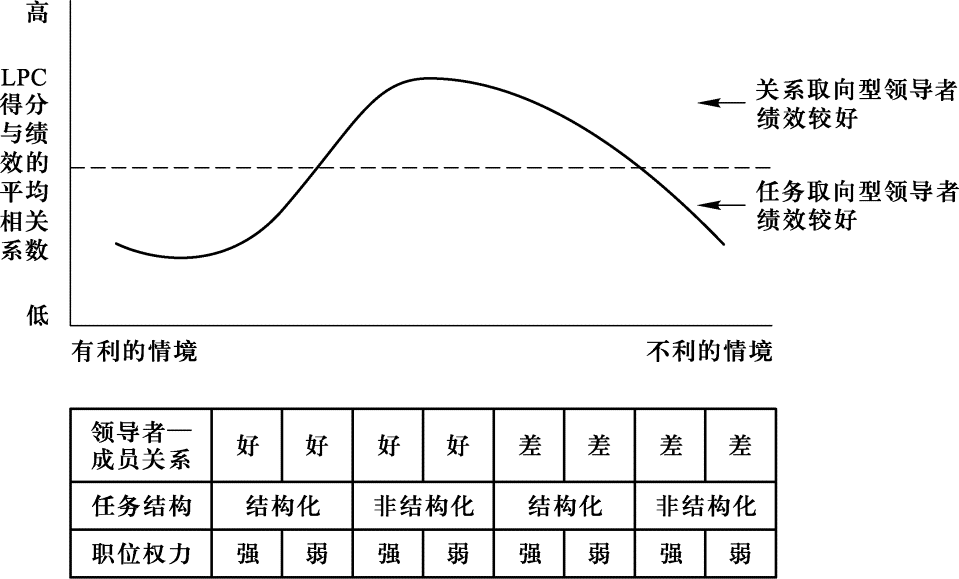 高
LPC
得分
与绩
效的
平均
相关
系数
低
关系取向型领导者
绩效较好
任务取向型领导者
绩效较好
有利的情境
不利的情境
领导者—
成员关系
好 好 好 好 差 差 差 差
任务结构 结构化 非结构化 结构化 非结构化
职位权力 强 弱 强 弱 强 弱 强 弱